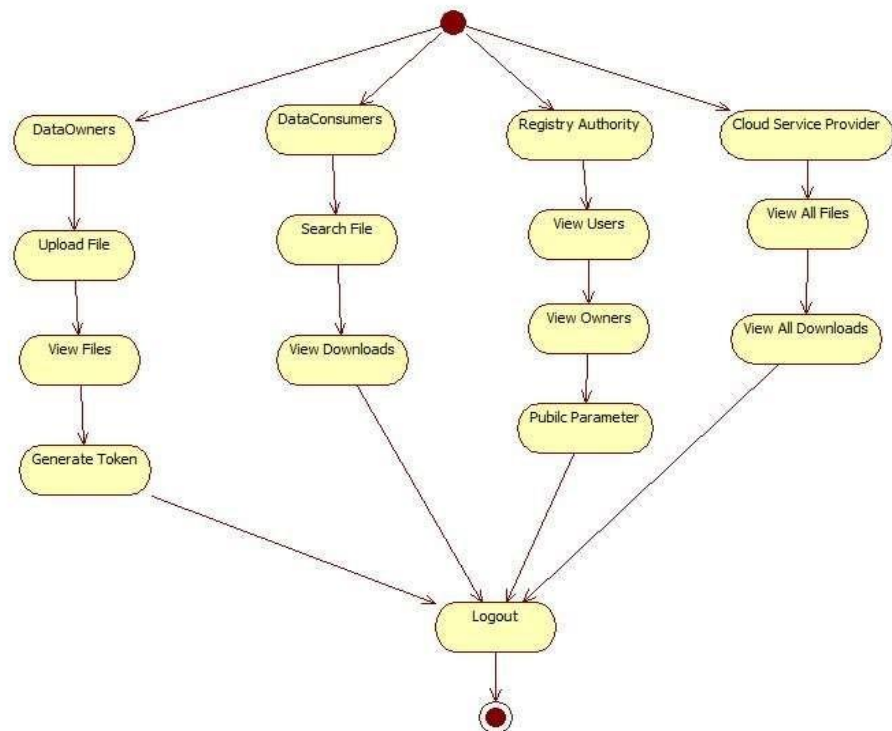 DataOwners
DataConsumers
Registry Authority
Cloud Service Provider
Upload File
Search File
View Users
View All Files
View Files
View Downloads
View Owners
View All Downloads
Generate Token
Pubilc Parameter
Logout